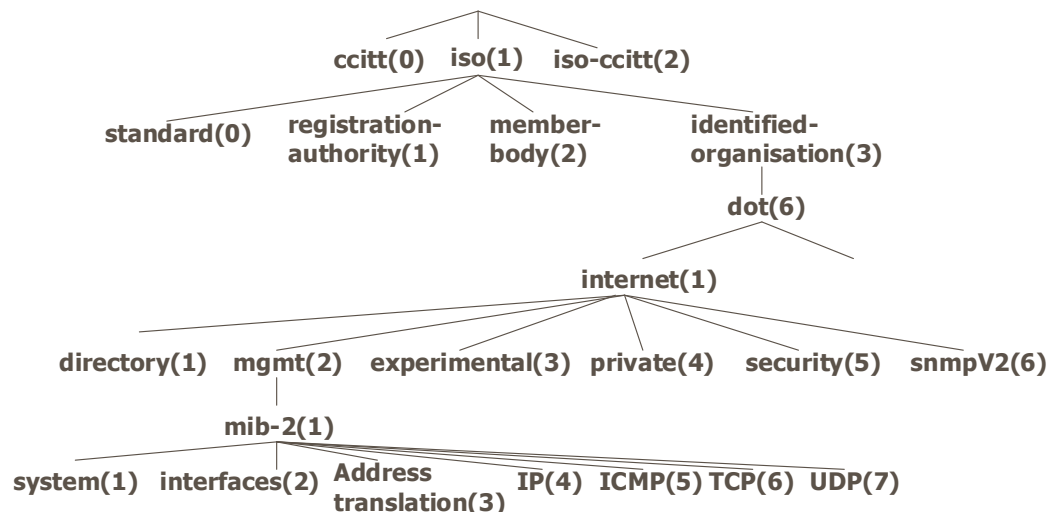 ccitt(0) iso(1) iso-ccitt(2)
standard(0) registration- member- identified-
authority(1) body(2) organisation(3)
dot(6)
internet(1)
directory(1) mgmt(2) experimental(3) private(4) security(5) snmpV2(6)
mib-2(1)
system(1) interfaces(2) Address IP(4) ICMP(5) TCP(6) UDP(7)
translation(3)